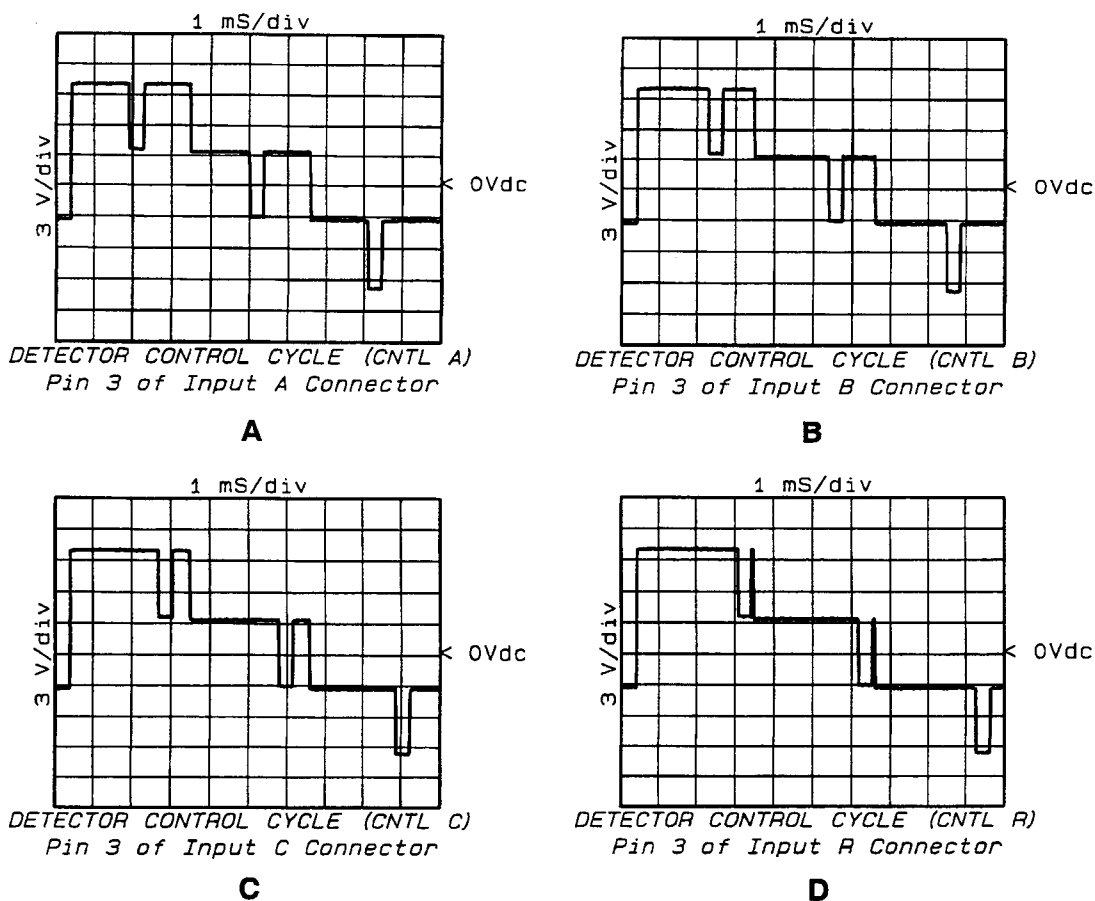 1 mS/div
3 V/div
< 0Vdc
DETECTOR CONTROL CYCLE (CNTL A)
Pin 3 of Input A Connector
A
1 mS/div
3 V/div
< 0Vdc
DETECTOR CONTROL CYCLE (CNTL B)
Pin 3 of Input B Connector
B
1 mS/div
3 V/div
< 0Vdc
DETECTOR CONTROL CYCLE (CNTL C)
Pin 3 of Input C Connector
C
1 mS/div
3 V/div
< 0Vdc
DETECTOR CONTROL CYCLE (CNTL R)
Pin 3 of Input R Connector
D